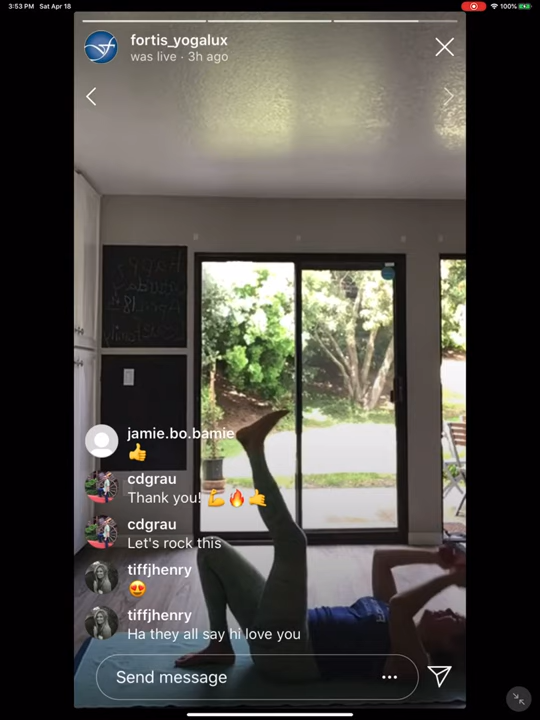 3:53 PM Sat Apr 18
100%
fortis_yogalux
was live · 3h ago
jamie.bo.bamie
👍
cdgrau
Thank you! 💪🔥🤙
cdgrau
Let's rock this
tiffjhenry
😍
tiffjhenry
Ha they all say hi love you
Send message